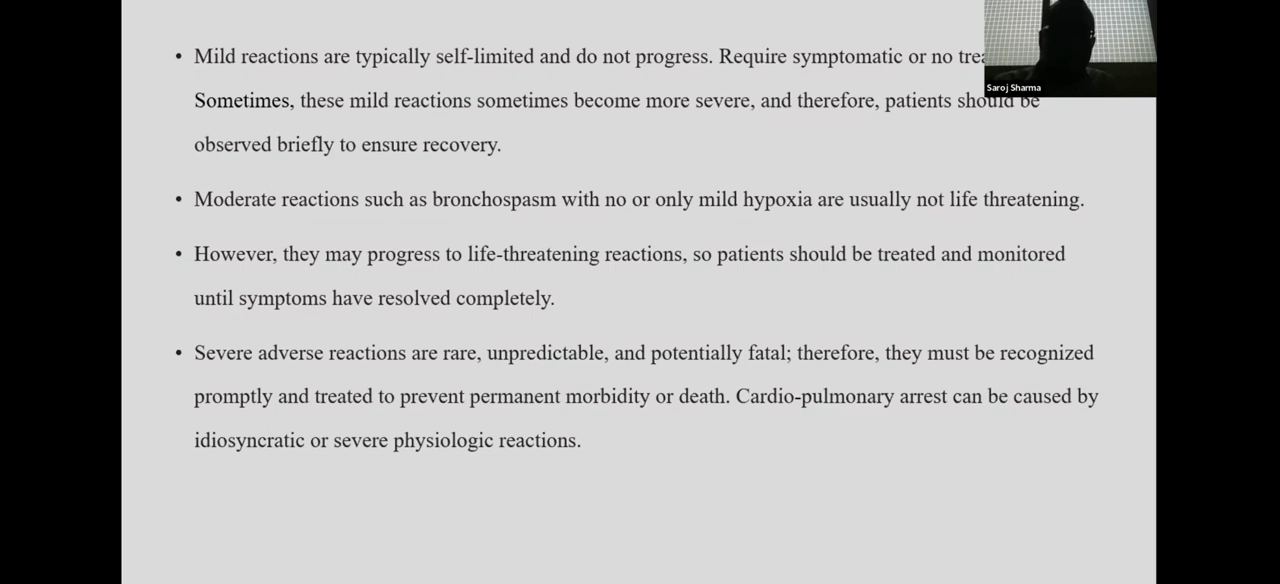 • Mild reactions are typically self-limited and do not progress. Require symptomatic or no
Sometimes, these mild reactions sometimes become more severe, and therefore, patients should be
observed briefly to ensure recovery.
• Moderate reactions such as bronchospasm with no or only mild hypoxia are usually not life threatening.
• However, they may progress to life-threatening reactions, so patients should be treated and monitored
until symptoms have resolved completely.
• Severe adverse reactions are rare, unpredictable, and potentially fatal; therefore, they must be recognized
promptly and treated to prevent permanent morbidity or death. Cardio-pulmonary arrest can be caused by
idiosyncratic or severe physiologic reactions.
Saroj Sharma